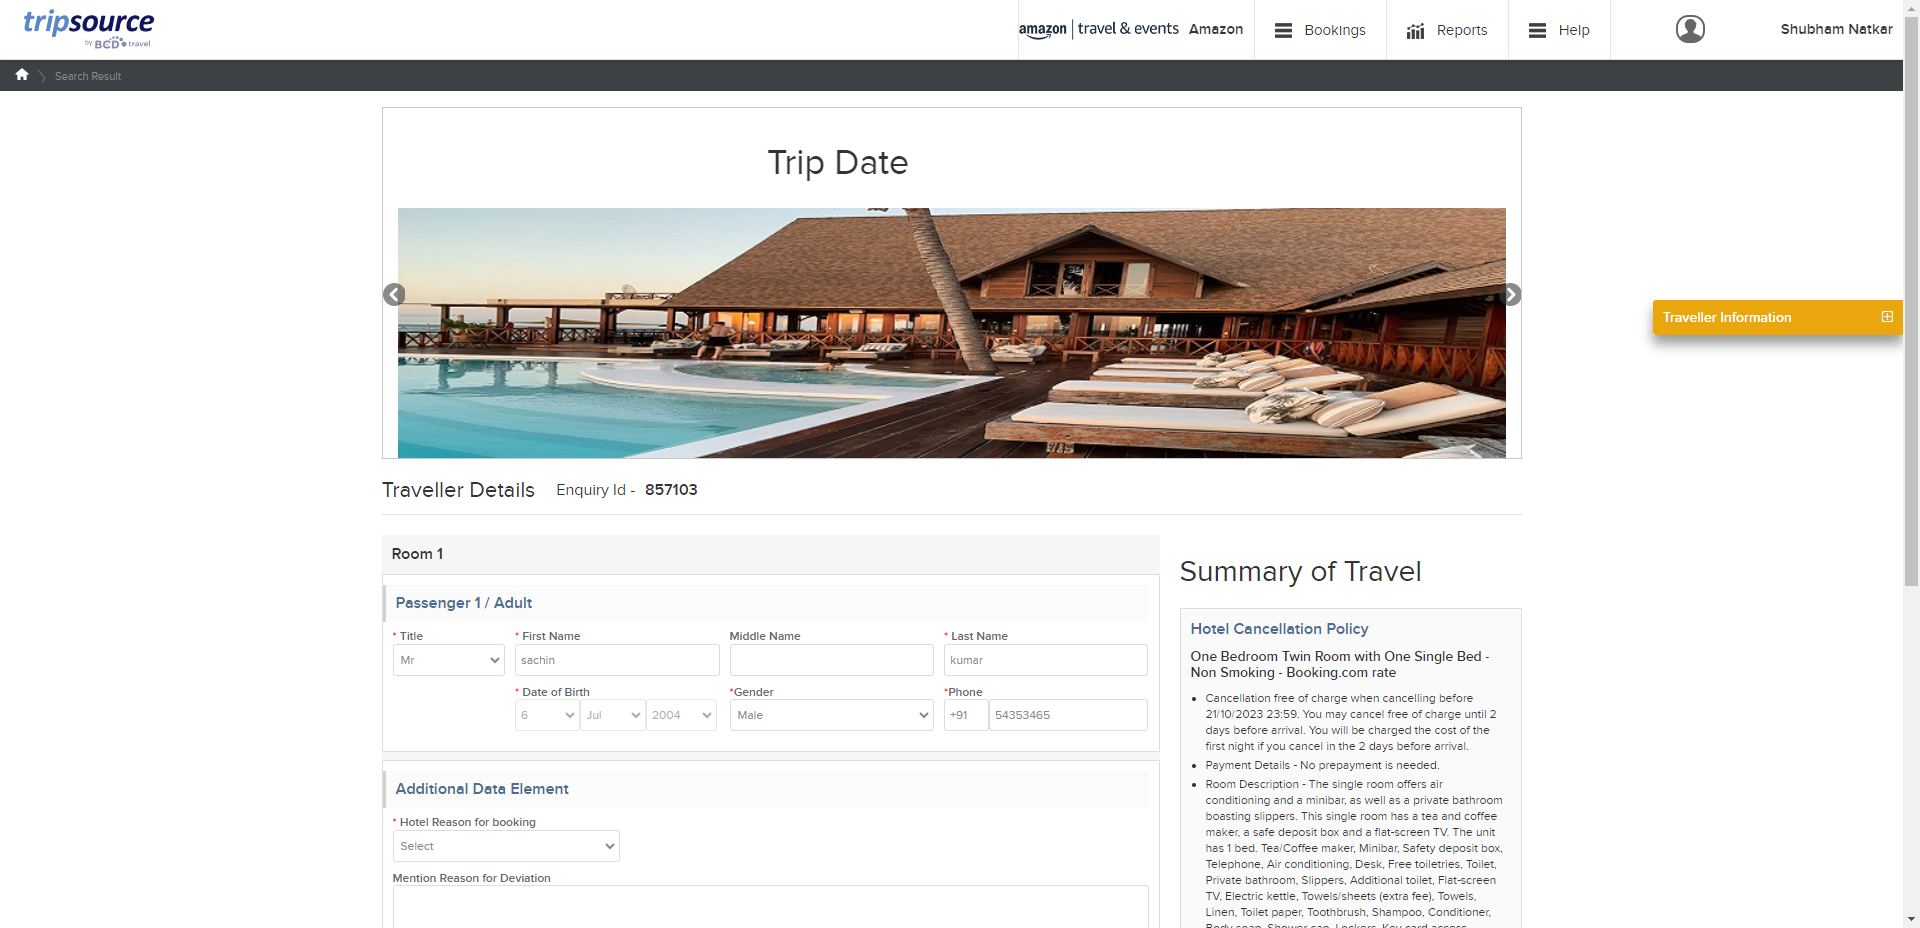 tripsource
by BCD travel
amazon | travel & events Amazon
Bookings
Reports
Help
Shubham Natkar
Search Result
Trip Date
Traveller Information
Traveller Details Enquiry Id - 857103
Room 1
Passenger 1 / Adult
* Title * First Name Middle Name * Last Name
Mr sachin kumar
* Date of Birth *Gender *Phone
6 Jul 2004 Male +91 54353465
Additional Data Element
* Hotel Reason for booking
Select
Mention Reason for Deviation
Summary of Travel
Hotel Cancellation Policy
One Bedroom Twin Room with One Single Bed -
Non Smoking - Booking.com rate
• Cancellation free of charge when cancelling before
21/10/2023 23:59. You may cancel free of charge until 2
days before arrival. You will be charged the cost of the
first night if you cancel in the 2 days before arrival.
• Payment Details - No prepayment is needed.
• Room Description - The single room offers air
conditioning and a minibar, as well as a private bathroom
boasting slippers. This single room has a tea and coffee
maker, a safe deposit box and a flat-screen TV. The unit
has 1 bed. Tea/Coffee maker, Minibar, Safety deposit box,
Telephone, Air conditioning, Desk, Free toiletries, Toilet,
Private bathroom, Slippers, Additional toilet, Flat-screen
TV, Electric kettle, Towels/sheets (extra fee), Towels,
Linen, Toilet paper, Toothbrush, Shampoo, Conditioner,
Body soap, Shower cap, Lockers, Key card access,